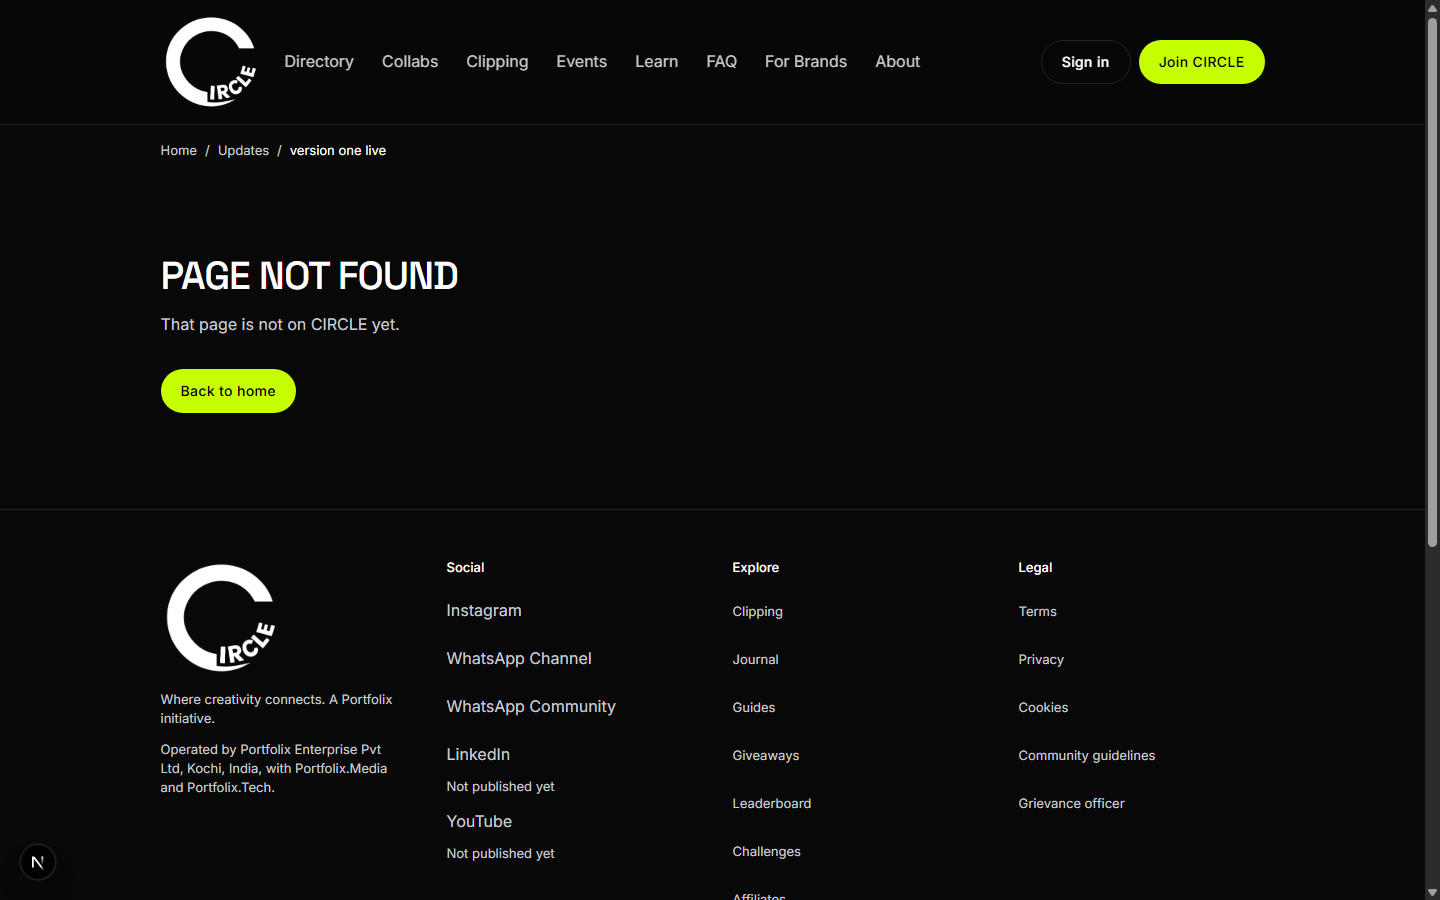 CIRCLE
Directory
Collabs
Clipping
Events
Learn
FAQ
For Brands
About
Sign in
Join CIRCLE
Home / Updates / version one live
PAGE NOT FOUND
That page is not on CIRCLE yet.
Back to home
CIRCLE
Where creativity connects. A Portfolix
initiative.
Operated by Portfolix Enterprise Pvt
Ltd, Kochi, India, with Portfolix.Media
and Portfolix.Tech.
Social
Instagram
WhatsApp Channel
WhatsApp Community
LinkedIn
Not published yet
YouTube
Not published yet
Explore
Clipping
Journal
Guides
Giveaways
Leaderboard
Challenges
Affiliates
Legal
Terms
Privacy
Cookies
Community guidelines
Grievance officer
N